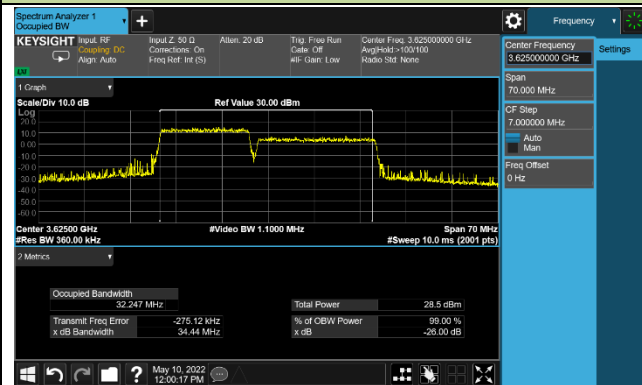 Spectrum Analyzer 1
Occupied BW
+
Frequency
KEYSIGHT
Input: RF
Coupling: DC
Align: Auto
Input Z: 50 Ω
Corrections: On
Freq Ref: Int (S)
Atten: 20 dB
Trig: Free Run
Gate: Off
#IF Gain: Low
Center Freq: 3.625000000 GHz
Avg|Hold:>100/100
Radio Std: None
LXI
Center Frequency
3.625000000 GHz
Settings
Span
70.000 MHz
CF Step
7.000000 MHz
Auto
Man
Freq Offset
0 Hz
1 Graph
Scale/Div 10.0 dB
Ref Value 30.00 dBm
Log
20.0
10.0
0.00
-10.0
-20.0
-30.0
-40.0
-50.0
-60.0
Center 3.62500 GHz
#Video BW 1.1000 MHz
Span 70 MHz
#Res BW 360.00 kHz
#Sweep 10.0 ms (2001 pts)
2 Metrics
Occupied Bandwidth
32.247 MHz
Total Power 28.5 dBm
Transmit Freq Error -275.12 kHz
% of OBW Power 99.00 %
x dB Bandwidth 34.44 MHz
x dB -26.00 dB
?
May 10, 2022
12:00:17 PM